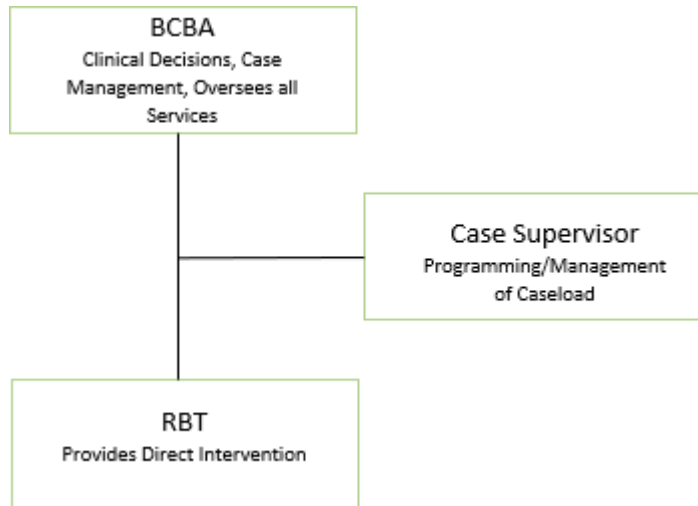 BCBA
Clinical Decisions, Case
Management, Oversees all
Services
Case Supervisor
Programming/Management
of Caseload
RBT
Provides Direct Intervention